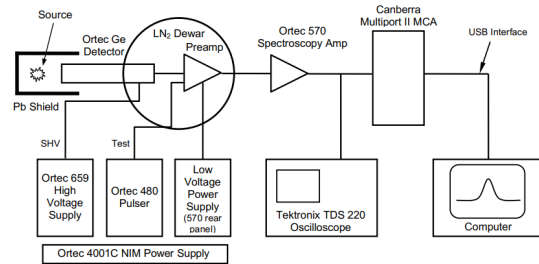 Source
Ortec Ge
Detector
LN₂ Dewar
Preamp
Ortec 570
Spectroscopy Amp
Canberra
Multiport II MCA
USB Interface
Pb Shield
SHV
Test
Ortec 659
High
Voltage
Supply
Ortec 480
Pulser
Low
Voltage
Power
Supply
(570 rear
panel)
Tektronix TDS 220
Oscilloscope
Computer
Ortec 4001C NIM Power Supply